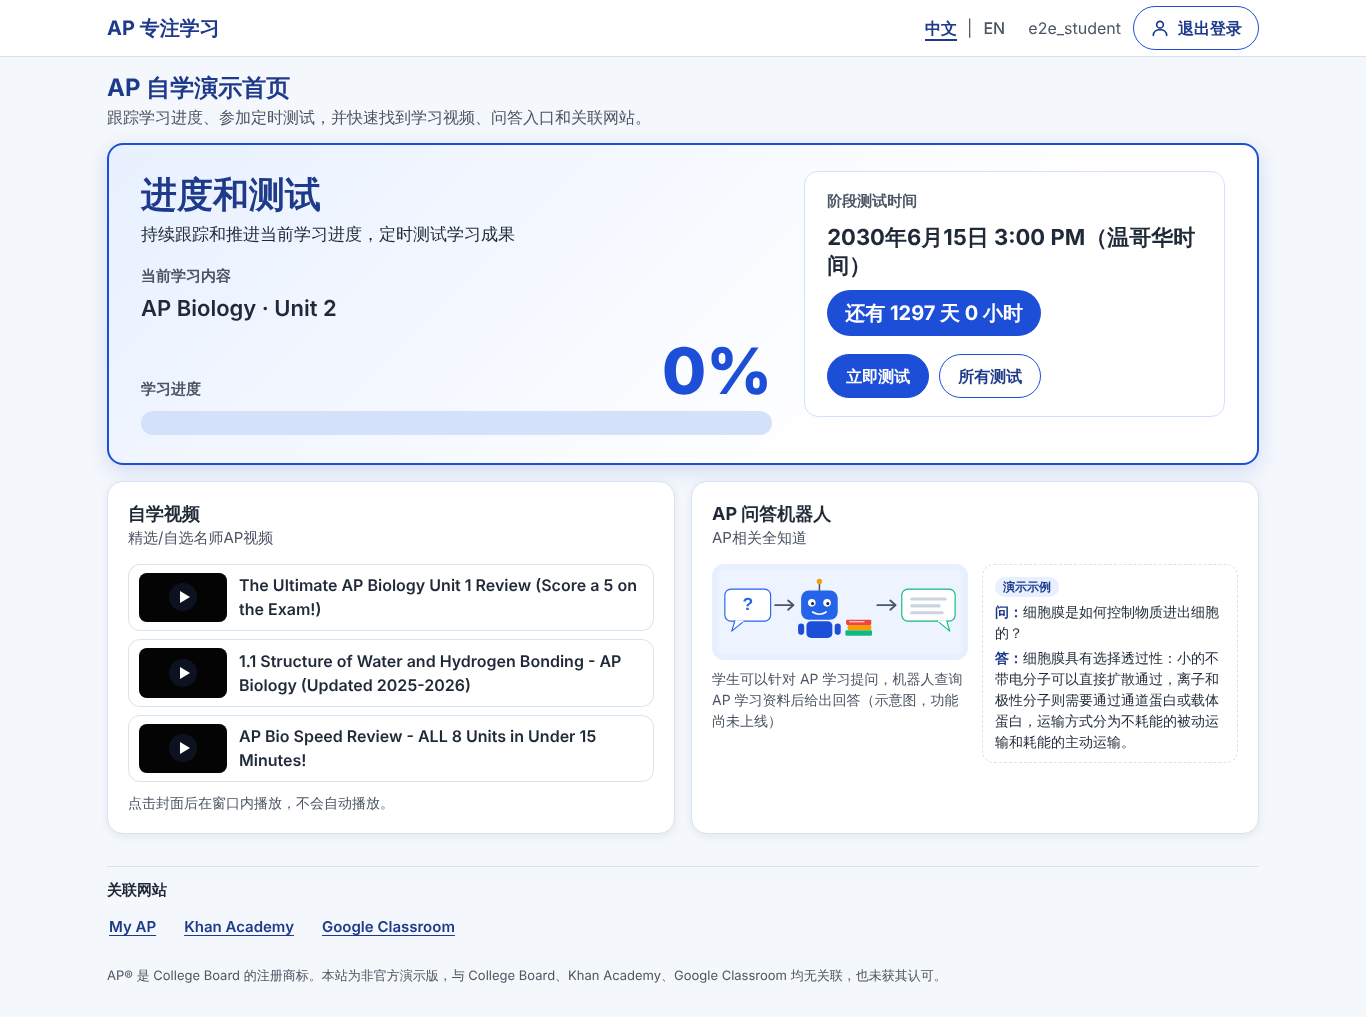 AP 专注学习
中文 | EN e2e_student 退出登录
AP 自学演示首页
跟踪学习进度、参加定时测试，并快速找到学习视频、问答入口和关联网站。
进度和测试
持续跟踪和推进当前学习进度，定时测试学习成果
当前学习内容
AP Biology · Unit 2
学习进度
0%
阶段测试时间
2030年6月15日 3:00 PM（温哥华时
间）
还有 1297 天 0 小时
立即测试 所有测试
自学视频
精选/自选名师AP视频
The Ultimate AP Biology Unit 1 Review (Score a 5 on
the Exam!)
1.1 Structure of Water and Hydrogen Bonding - AP
Biology (Updated 2025-2026)
AP Bio Speed Review - ALL 8 Units in Under 15
Minutes!
点击封面后在窗口内播放，不会自动播放。
AP 问答机器人
AP相关全知道
?
学生可以针对 AP 学习提问，机器人查询
AP 学习资料后给出回答（示意图，功能
尚未上线）
演示示例
问：细胞膜是如何控制物质进出细胞
的？
答：细胞膜具有选择透过性：小的不
带电分子可以直接扩散通过，离子和
极性分子则需要通过通道蛋白或载体
蛋白，运输方式分为不耗能的被动运
输和耗能的主动运输。
关联网站
My AP Khan Academy Google Classroom
AP® 是 College Board 的注册商标。本站为非官方演示版，与 College Board、Khan Academy、Google Classroom 均无关联，也未获其认可。